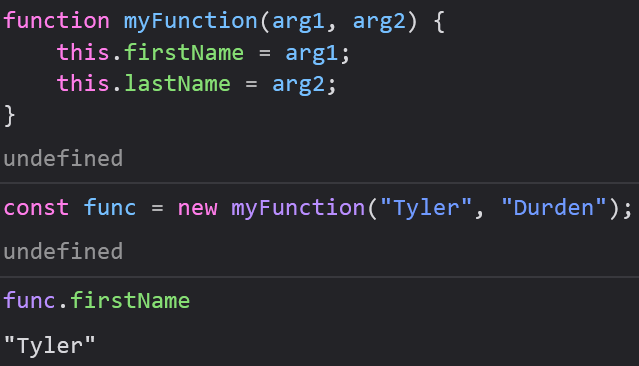 function myFunction(arg1, arg2) {
    this.firstName = arg1;
    this.lastName = arg2;
}
undefined
const func = new myFunction("Tyler", "Durden");
undefined
func.firstName
"Tyler"